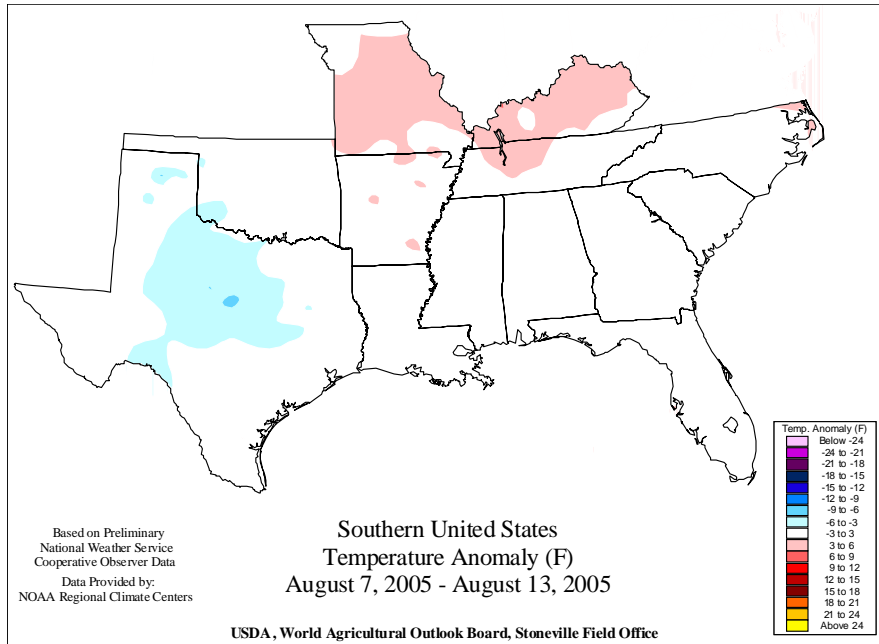 Temp. Anomaly (F)
Below -24
-24 to -21
-21 to -18
-18 to -15
-15 to -12
-12 to -9
-9 to -6
-6 to -3
-3 to 3
3 to 6
6 to 9
9 to 12
12 to 15
15 to 18
18 to 21
21 to 24
Above 24
Based on Preliminary
National Weather Service
Cooperative Observer Data
Data Provided by:
NOAA Regional Climate Centers
Southern United States
Temperature Anomaly (F)
August 7, 2005 - August 13, 2005
USDA, World Agricultural Outlook Board, Stoneville Field Office